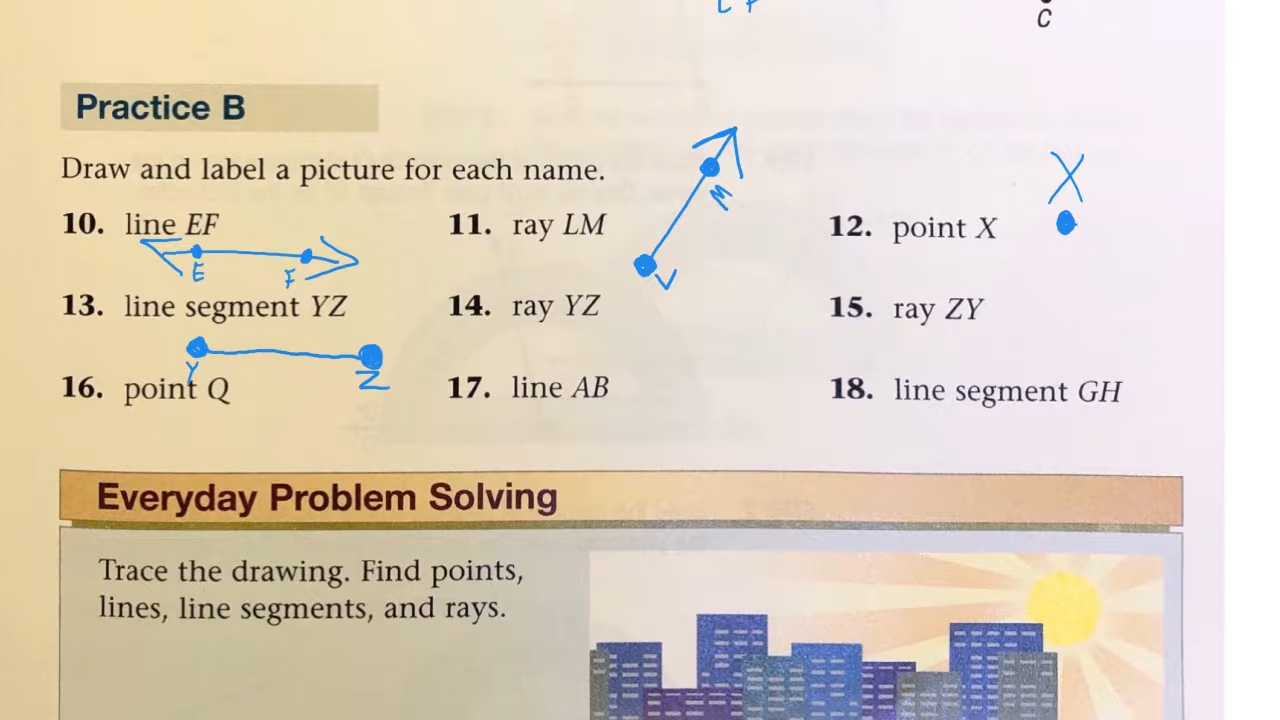 C
Practice B
Draw and label a picture for each name.
10. line EF
11. ray LM
12. point X
X
M
E F
L
13. line segment YZ
14. ray YZ
15. ray ZY
Y Z
16. point Q
17. line AB
18. line segment GH
Everyday Problem Solving
Trace the drawing. Find points,
lines, line segments, and rays.